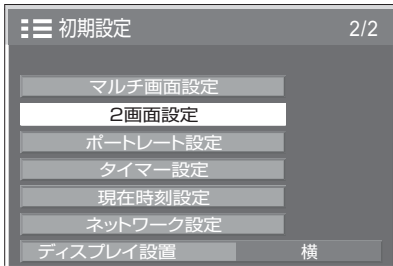 初期設定 2/2
マルチ画面設定
2画面設定
ポートレート設定
タイマー設定
現在時刻設定
ネットワーク設定
ディスプレイ設置 横